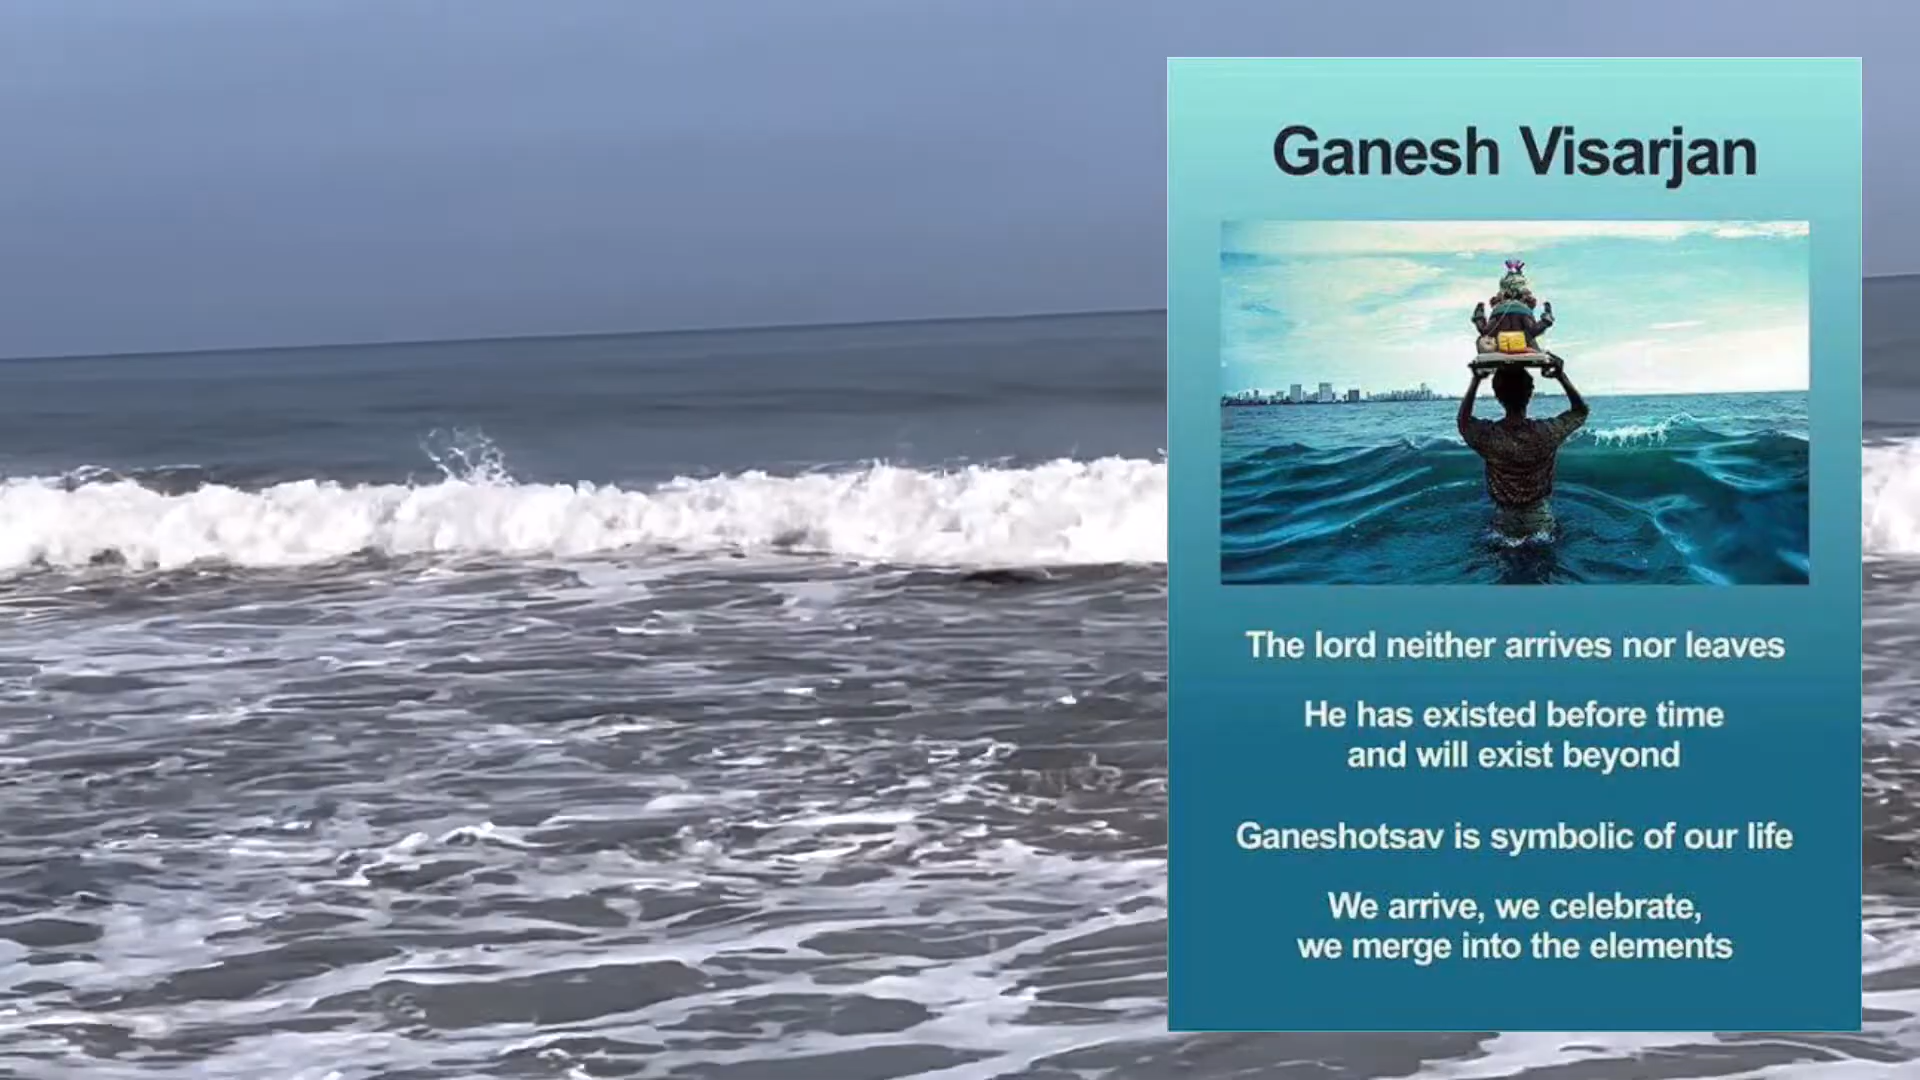 Ganesh Visarjan
The lord neither arrives nor leaves
He has existed before time
and will exist beyond
Ganeshotsav is symbolic of our life
We arrive, we celebrate,
we merge into the elements